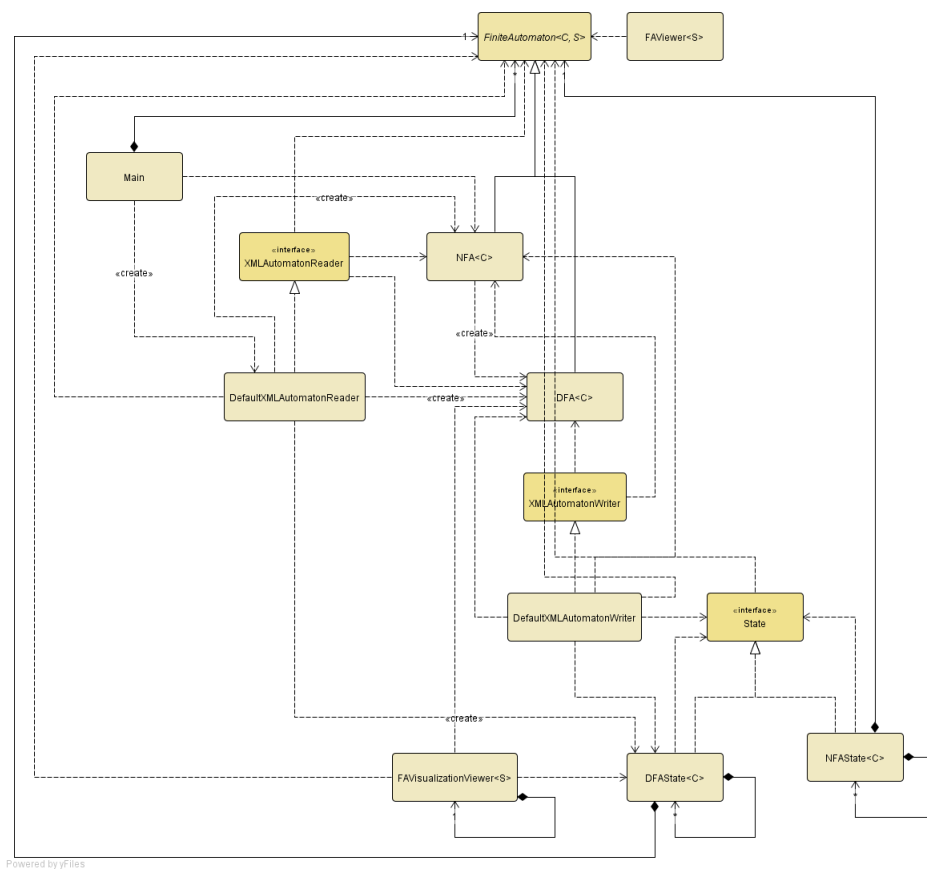 1
FiniteAutomaton<C, S>
FAViewer<S>
*
Main
«create»
«interface»
XMLAutomatonReader
NFA<C>
«create»
«create»
DefaultXMLAutomatonReader
«create»
DFA<C>
«interface»
XMLAutomatonWriter
DefaultXMLAutomatonWriter
«interface»
State
«create»
FAVisualizationViewer<S>
DFAState<C>
NFAState<C>
*
*
Powered by yFiles